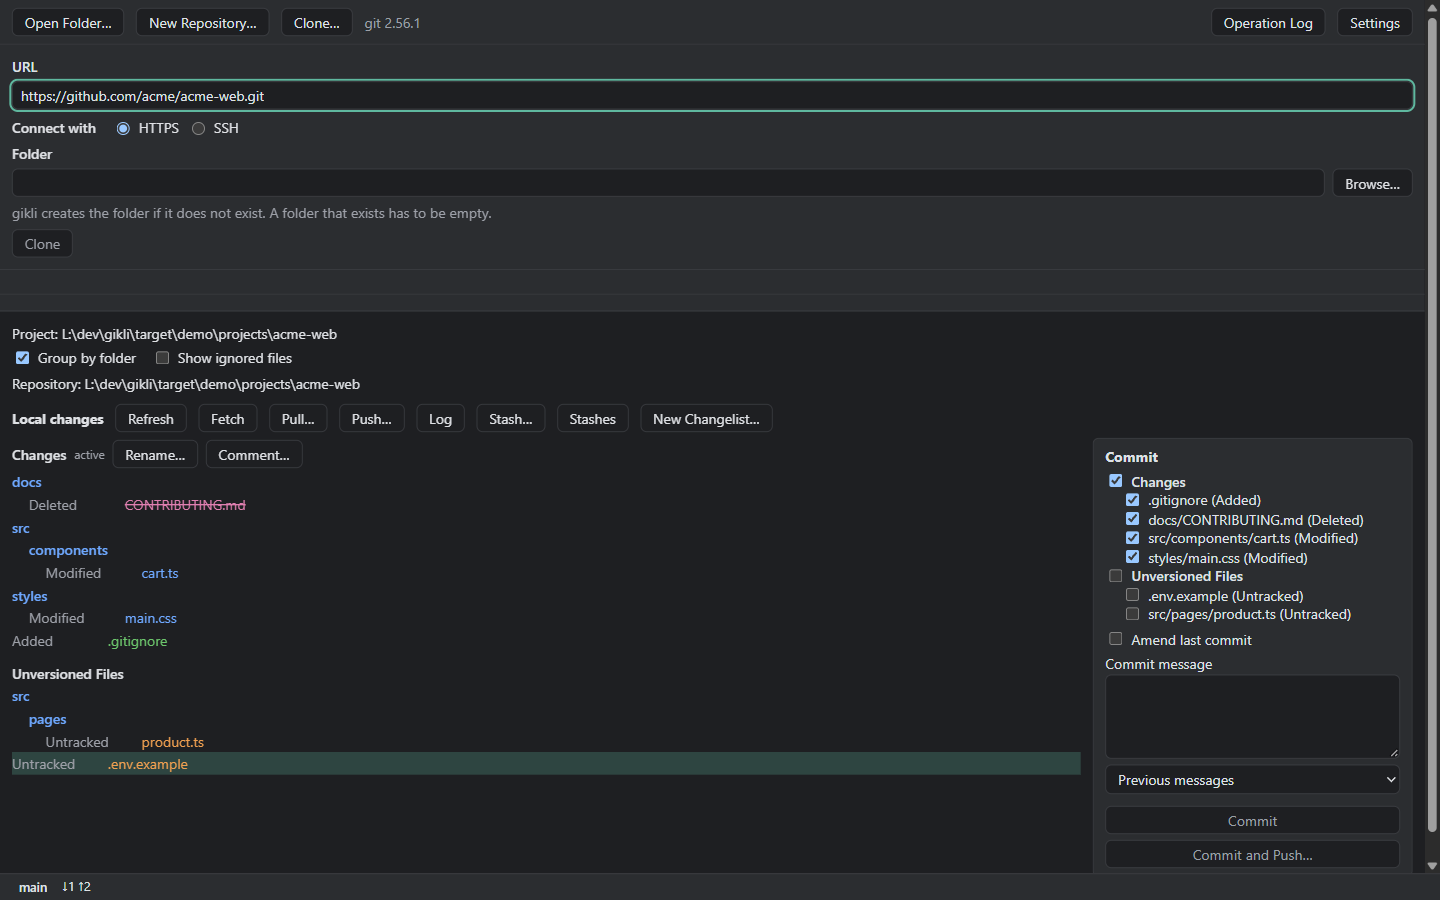 Open Folder... New Repository... Clone... git 2.56.1 Operation Log Settings
URL
https://github.com/acme/acme-web.git
Connect with HTTPS SSH
Folder
Browse...
gikli creates the folder if it does not exist. A folder that exists has to be empty.
Clone
Project: L:\dev\gikli\target\demo\projects\acme-web
Group by folder Show ignored files
Repository: L:\dev\gikli\target\demo\projects\acme-web
Local changes Refresh Fetch Pull... Push... Log Stash... Stashes New Changelist...
Changes active Rename... Comment...
docs
Deleted CONTRIBUTING.md
src
components
Modified cart.ts
styles
Modified main.css
Added .gitignore
Unversioned Files
src
pages
Untracked product.ts
Untracked .env.example
Commit
Changes
.gitignore (Added)
docs/CONTRIBUTING.md (Deleted)
src/components/cart.ts (Modified)
styles/main.css (Modified)
Unversioned Files
.env.example (Untracked)
src/pages/product.ts (Untracked)
Amend last commit
Commit message
Previous messages
Commit
Commit and Push...
main ↓1 ↑2